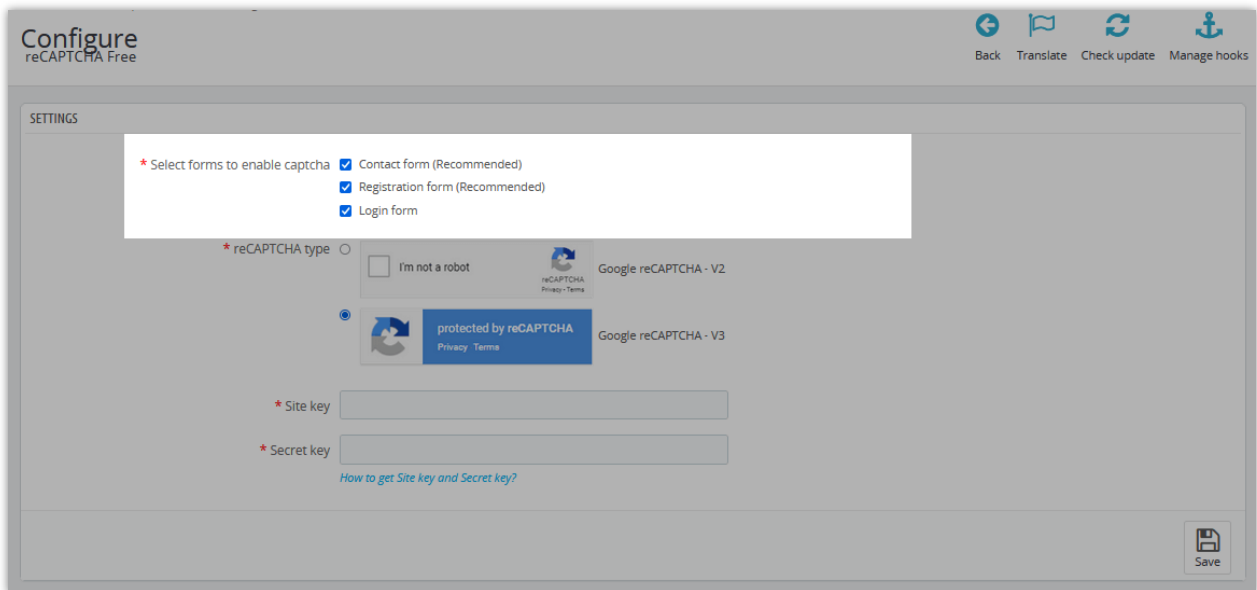 Configure
reCAPTCHA Free
Back Translate Check update Manage hooks
SETTINGS
* Select forms to enable captcha Contact form (Recommended)
Registration form (Recommended)
Login form
* reCAPTCHA type
I'm not a robot
reCAPTCHA
Privacy - Terms
Google reCAPTCHA - V2
protected by reCAPTCHA
Privacy Terms
Google reCAPTCHA - V3
* Site key
* Secret key
How to get Site key and Secret key?
Save